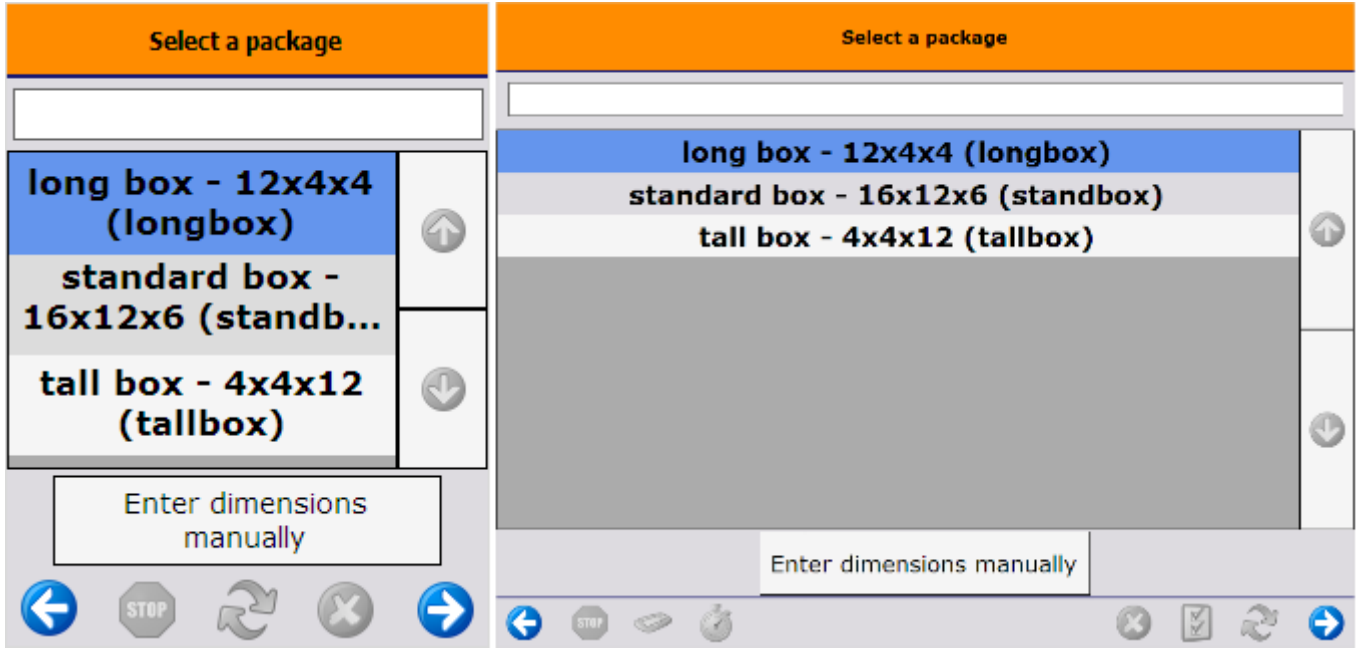 Select a package
long box - 12x4x4
(longbox)
standard box -
16x12x6 (standb...
tall box - 4x4x12
(tallbox)
Enter dimensions
manually
STOP
Select a package
long box - 12x4x4 (longbox)
standard box - 16x12x6 (standbox)
tall box - 4x4x12 (tallbox)
Enter dimensions manually
STOP